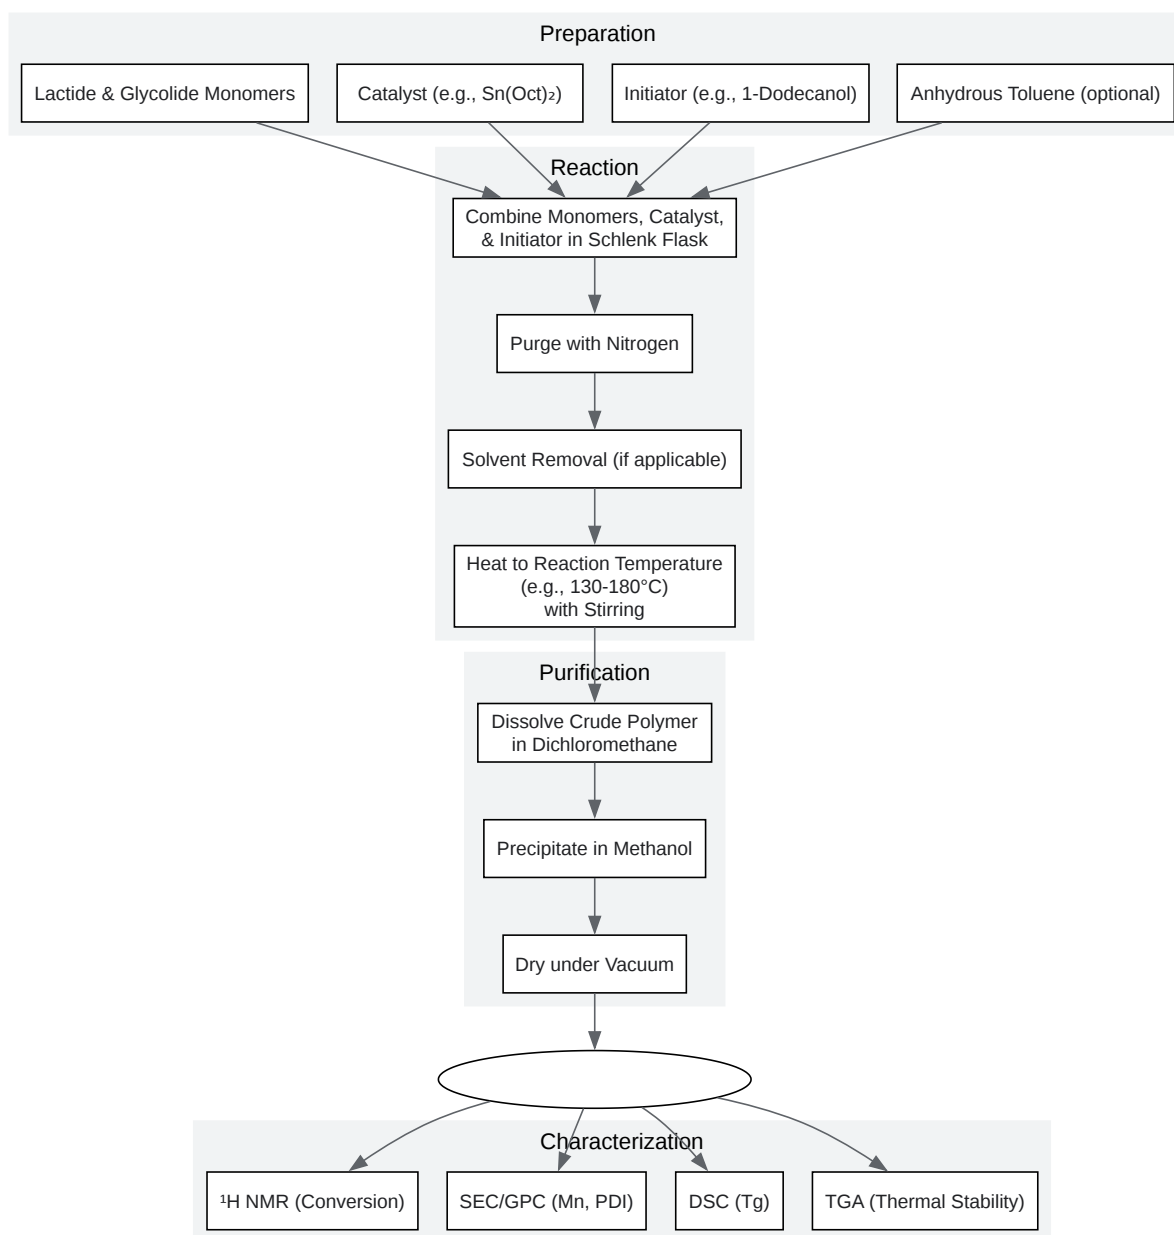 Preparation
Lactide & Glycolide Monomers
Catalyst (e.g., Sn(Oct)₂)
Initiator (e.g., 1-Dodecanol)
Anhydrous Toluene (optional)
Reaction
Combine Monomers, Catalyst,
& Initiator in Schlenk Flask
Purge with Nitrogen
Solvent Removal (if applicable)
Heat to Reaction Temperature
(e.g., 130-180°C)
with Stirring
Purification
Dissolve Crude Polymer
in Dichloromethane
Precipitate in Methanol
Dry under Vacuum
Characterization
¹H NMR (Conversion)
SEC/GPC (Mn, PDI)
DSC (Tg)
TGA (Thermal Stability)